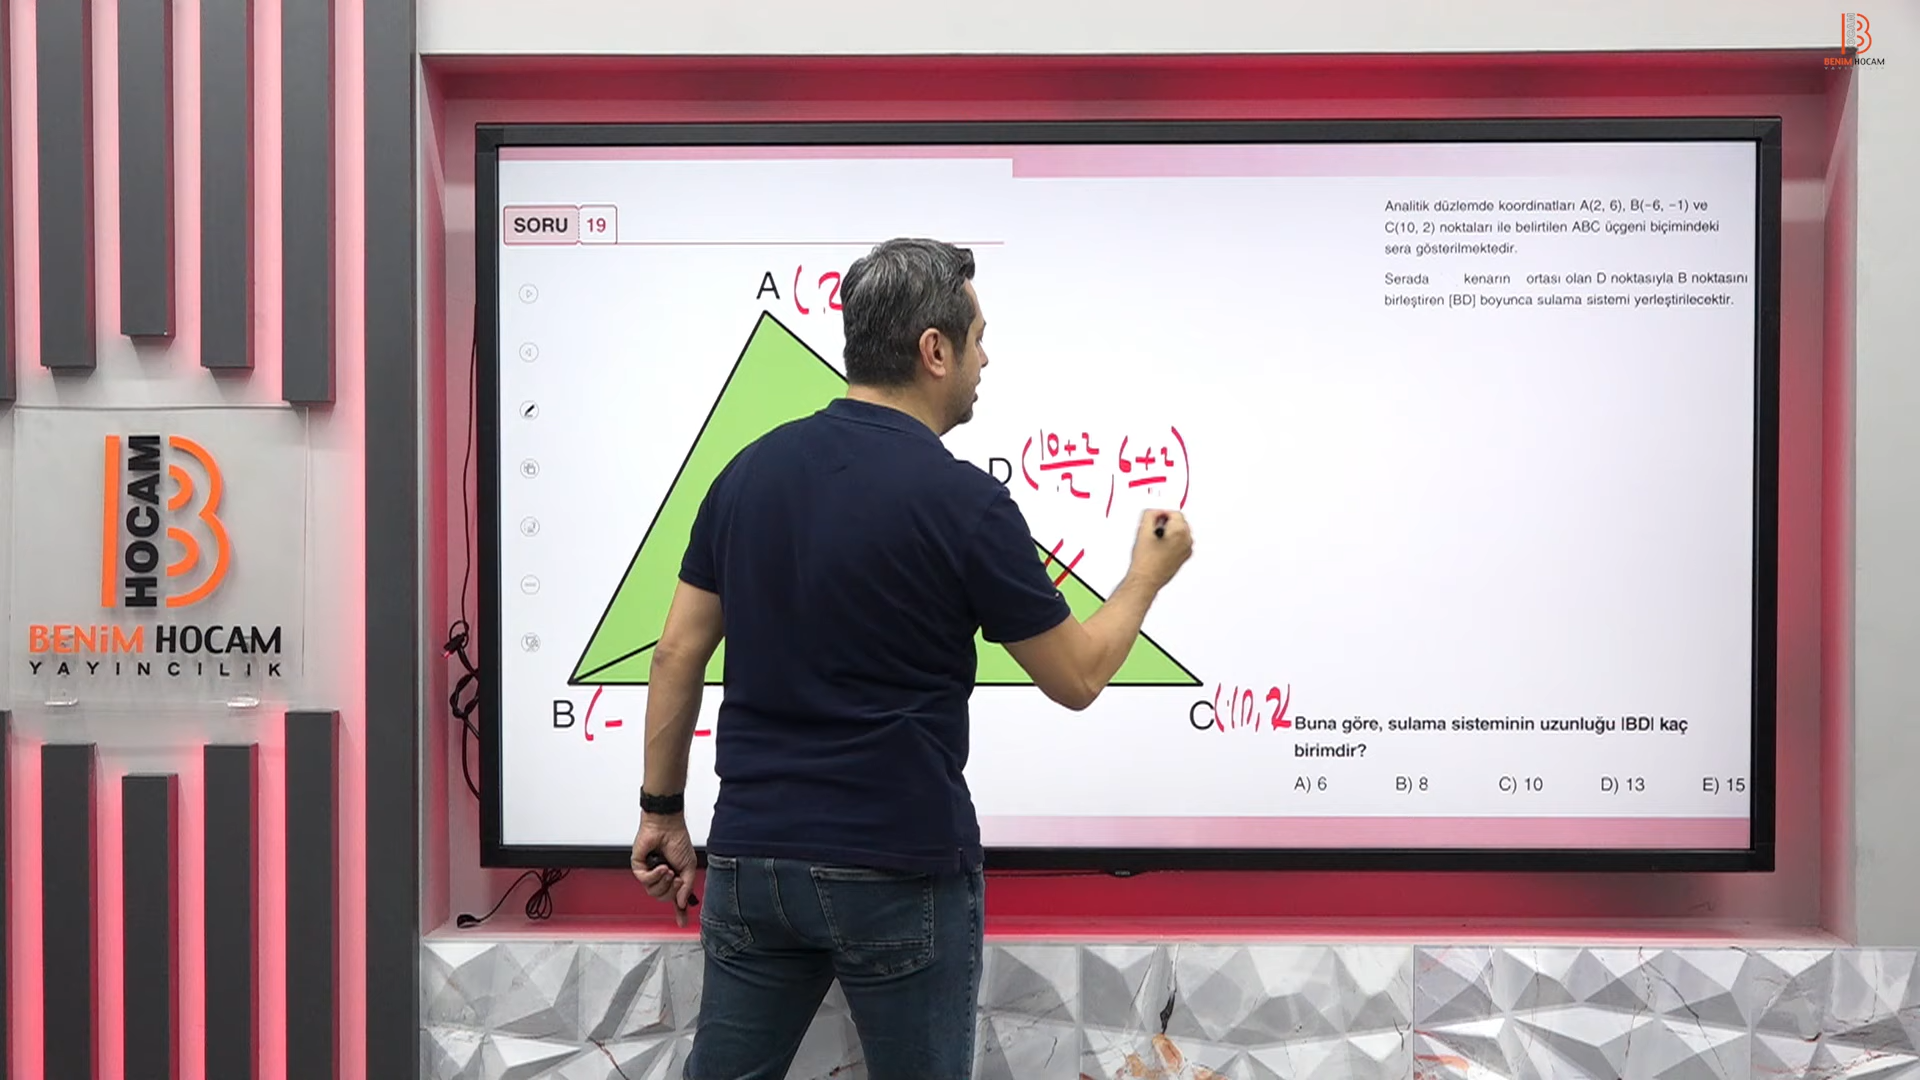 BENiM HOCAM
YAYINCILIK
SORU 19
Analitik düzlemde koordinatları A(2, 6), B(−6, −1) ve
C(10, 2) noktaları ile belirtilen ABC üçgeni biçimindeki
sera gösterilmektedir.
Serada kenarın ortası olan D noktasıyla B noktasını
birleştiren [BD] boyunca sulama sistemi yerleştirilecektir.
A (2
D (10+2/2, 6+2)
B (-
C(10, 2
Buna göre, sulama sisteminin uzunluğu |BD| kaç
birimdir?
A) 6 B) 8 C) 10 D) 13 E) 15
HOCAM B
BENiM HOCAM
YAYINCILIK